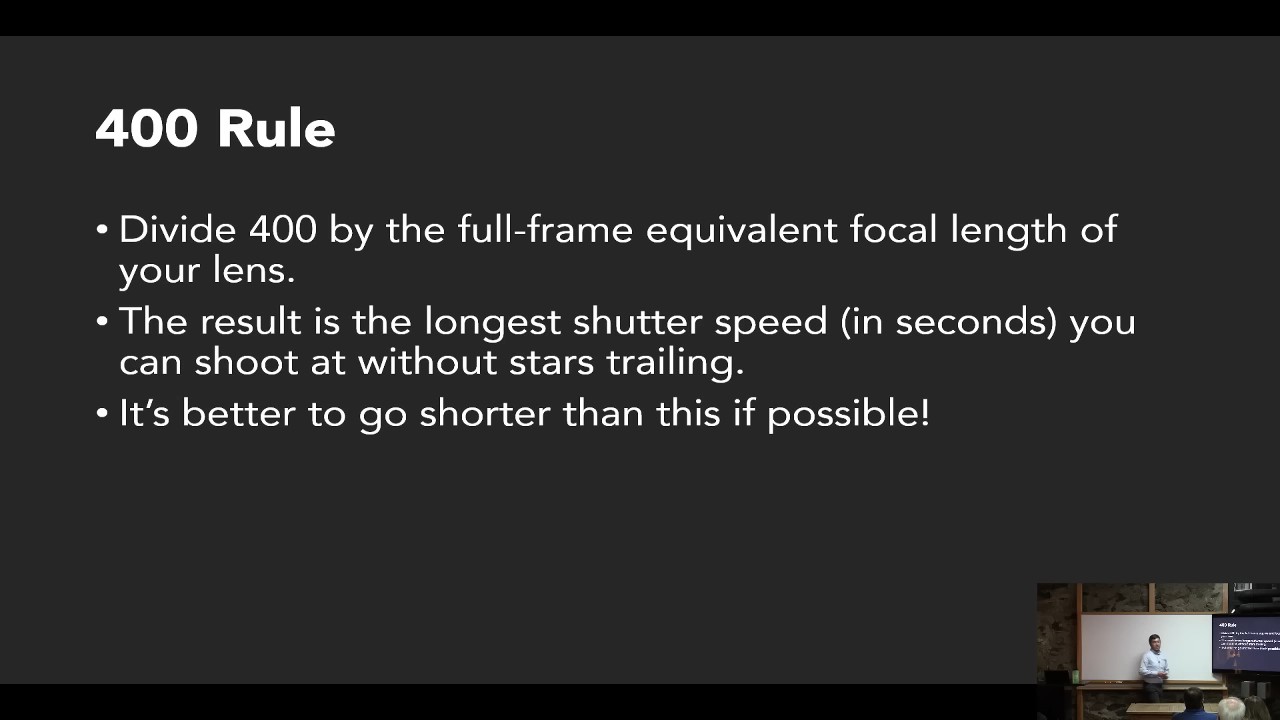 400 Rule
• Divide 400 by the full-frame equivalent focal length of
your lens.
• The result is the longest shutter speed (in seconds) you
can shoot at without stars trailing.
• It’s better to go shorter than this if possible!
400 Rule